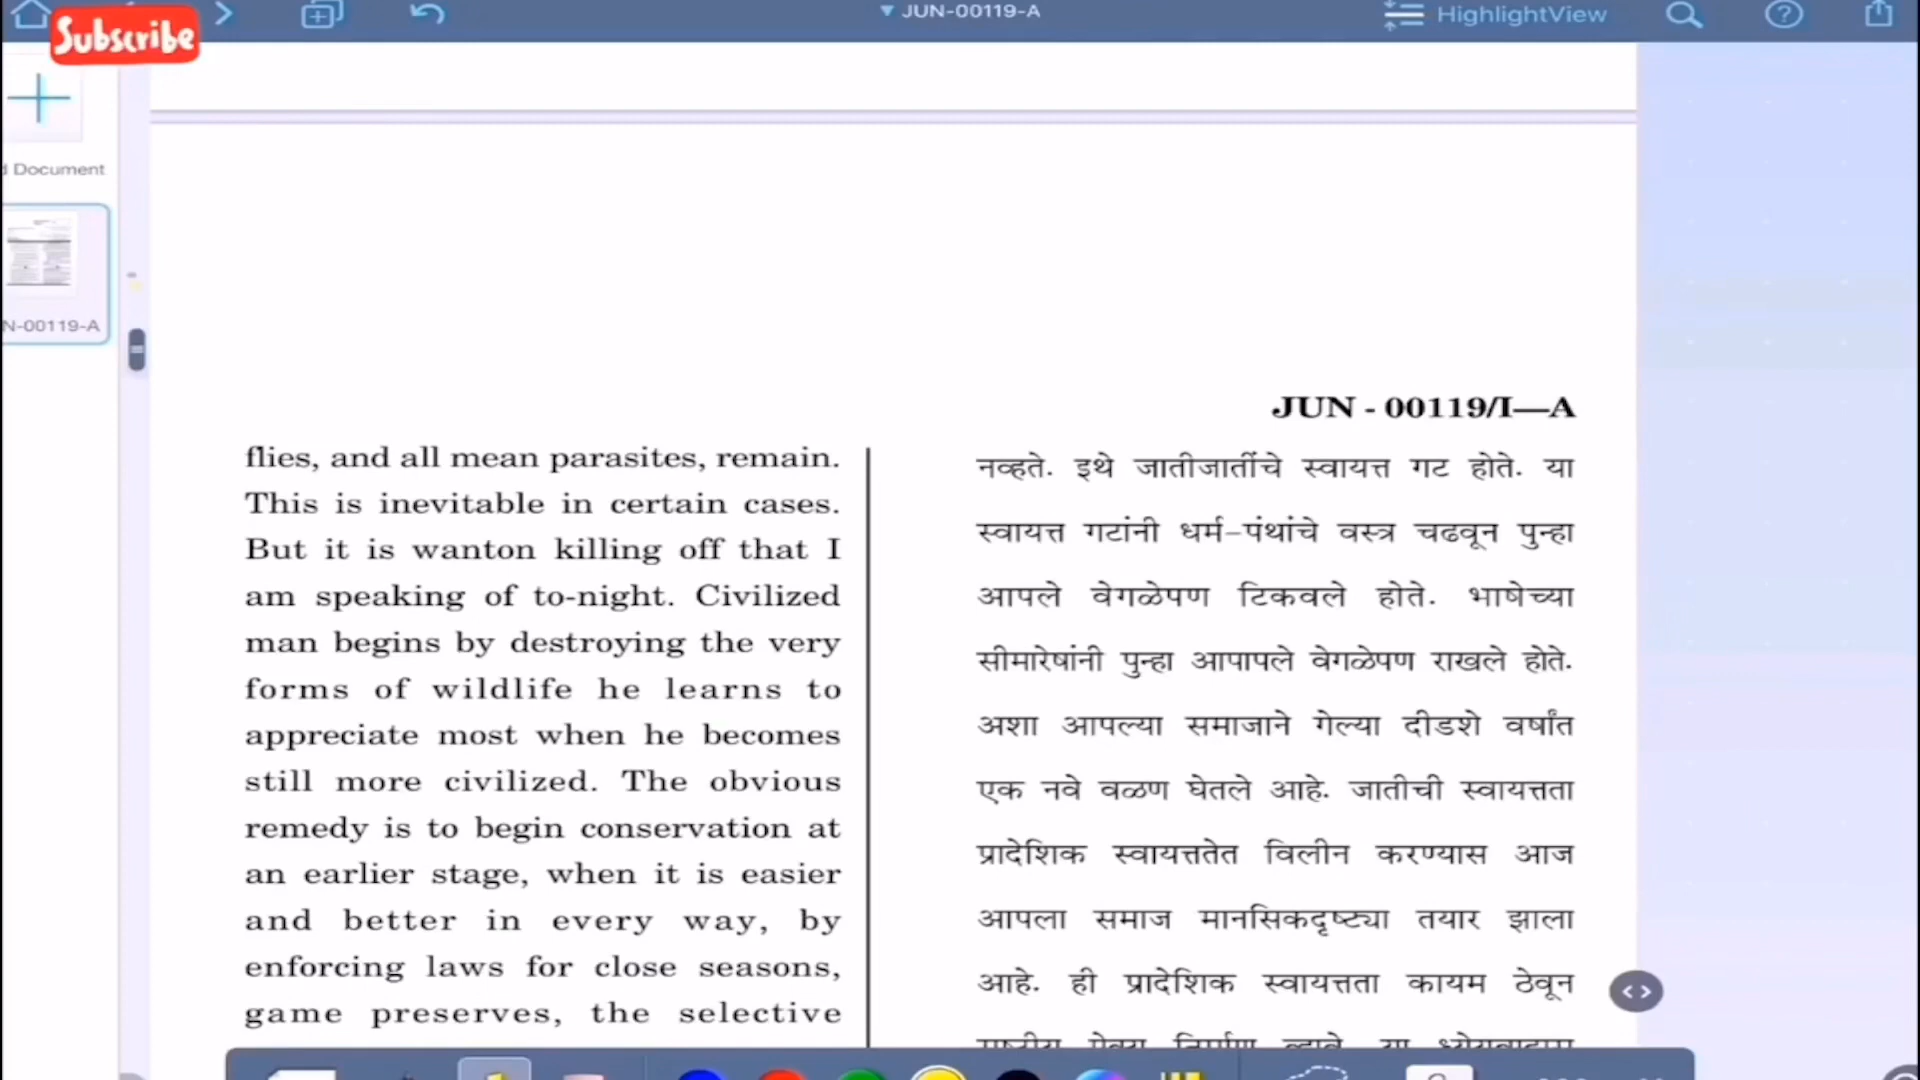 JUN-00119-A
HighlightView
Subscribe
Document
N-00119-A
JUN - 00119/I—A
flies, and all mean parasites, remain.
This is inevitable in certain cases.
But it is wanton killing off that I
am speaking of to-night. Civilized
man begins by destroying the very
forms of wildlife he learns to
appreciate most when he becomes
still more civilized. The obvious
remedy is to begin conservation at
an earlier stage, when it is easier
and better in every way, by
enforcing laws for close seasons,
game preserves, the selective
नव्हते. इथे जातीजातींचे स्वायत्त गट होते. या
स्वायत्त गटांनी धर्म-पंथांचे वस्त्र चढवून पुन्हा
आपले वेगळेपण टिकवले होते. भाषेच्या
सीमारेषांनी पुन्हा आपापले वेगळेपण राखले होते.
अशा आपल्या समाजाने गेल्या दीडशे वर्षांत
एक नवे वळण घेतले आहे. जातीची स्वायत्तता
प्रादेशिक स्वायत्ततेत विलीन करण्यास आज
आपला समाज मानसिकदृष्ट्या तयार झाला
आहे. ही प्रादेशिक स्वायत्तता कायम ठेवून